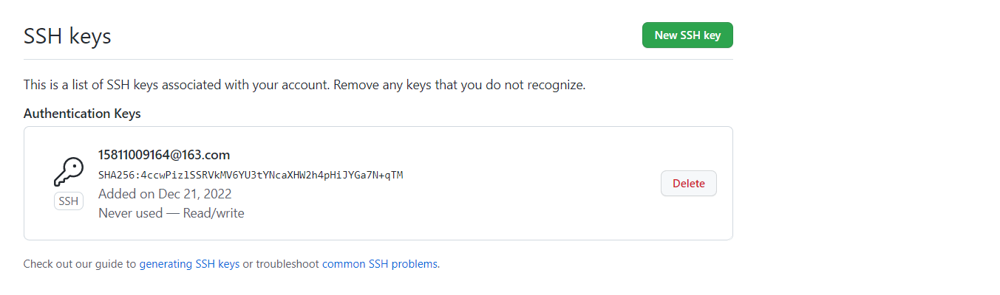 SSH keys
New SSH key
This is a list of SSH keys associated with your account. Remove any keys that you do not recognize.
Authentication Keys
15811009164@163.com
SHA256:4ccwPizlSSRVkMV6YU3tYNcaXHW2h4pHiJYGa7N+qTM
SSH
Added on Dec 21, 2022
Never used — Read/write
Delete
Check out our guide to generating SSH keys or troubleshoot common SSH problems.